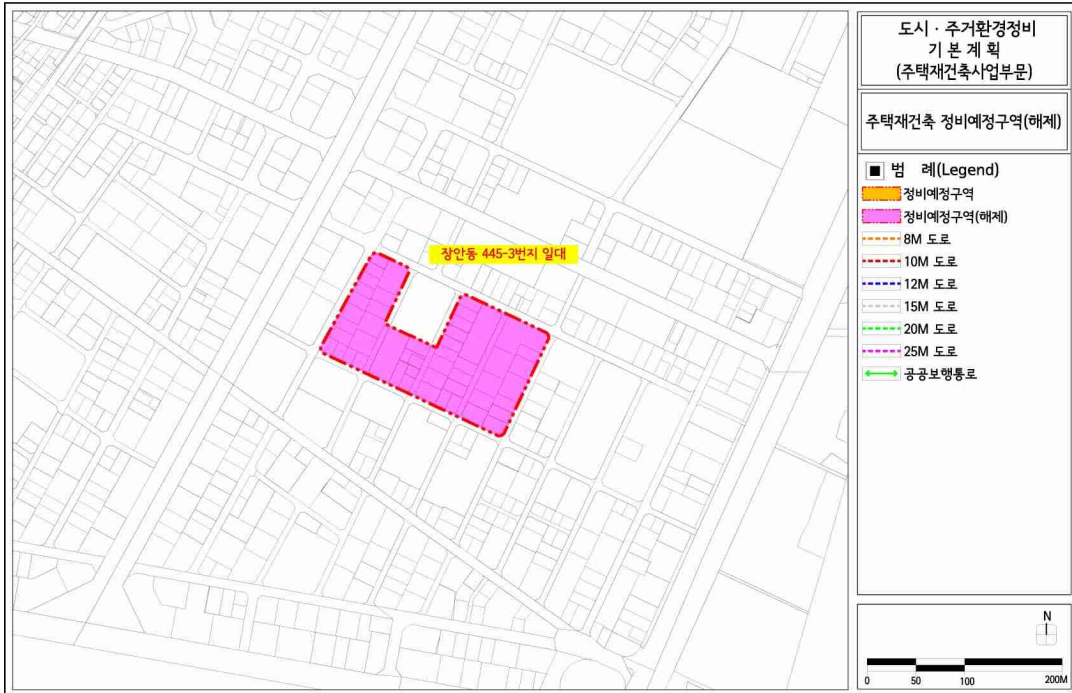 도시 · 주거환경정비
기 본 계 획
(주택재건축사업부문)
주택재건축 정비예정구역(해제)
범 례(Legend)
정비예정구역
정비예정구역(해제)
8M 도로
10M 도로
12M 도로
15M 도로
20M 도로
25M 도로
공공보행통로
장안동 445-3번지 일대
N
0 50 100 200M